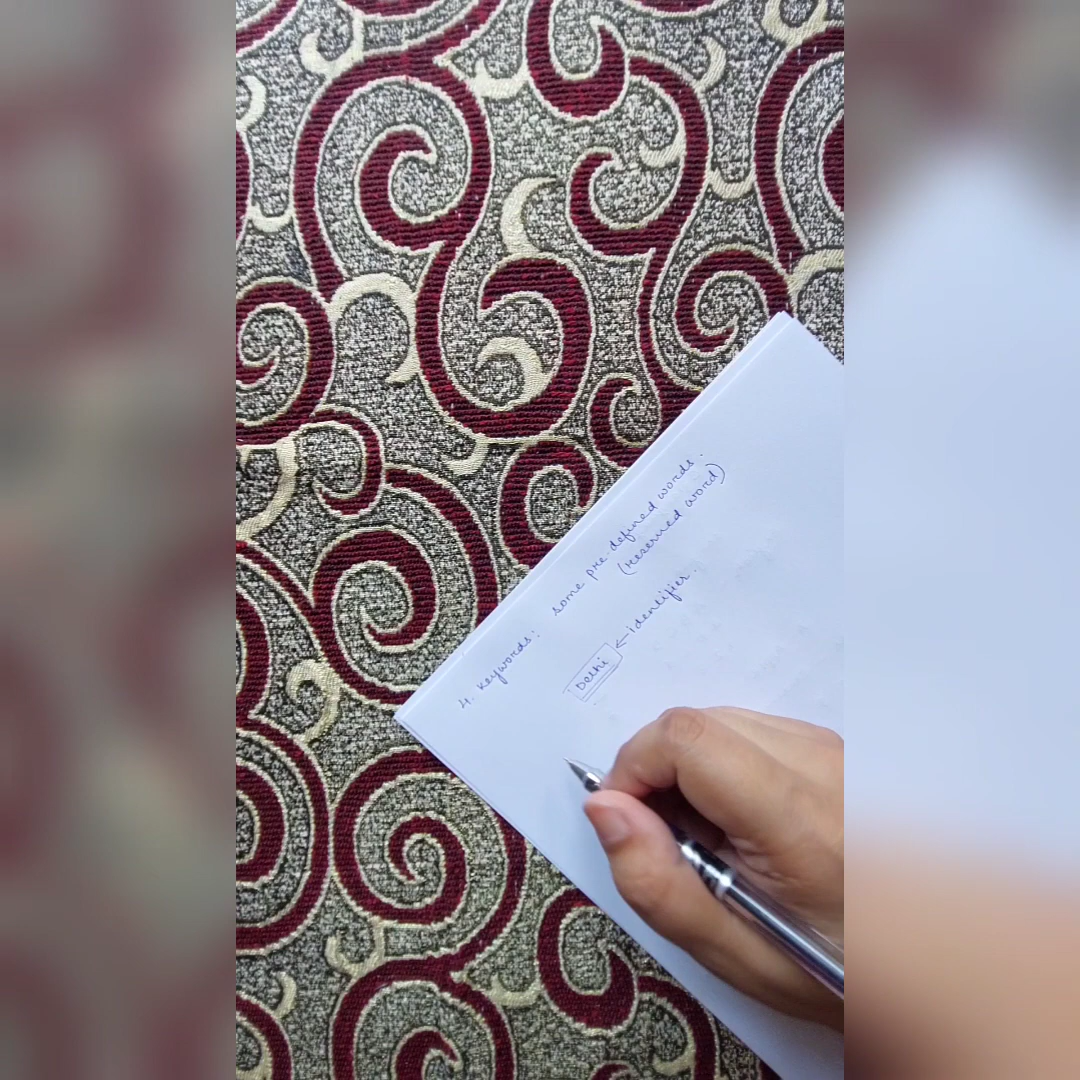 4. Keywords: some pre-defined words.
(reserved word)
Delhi ← identifier.